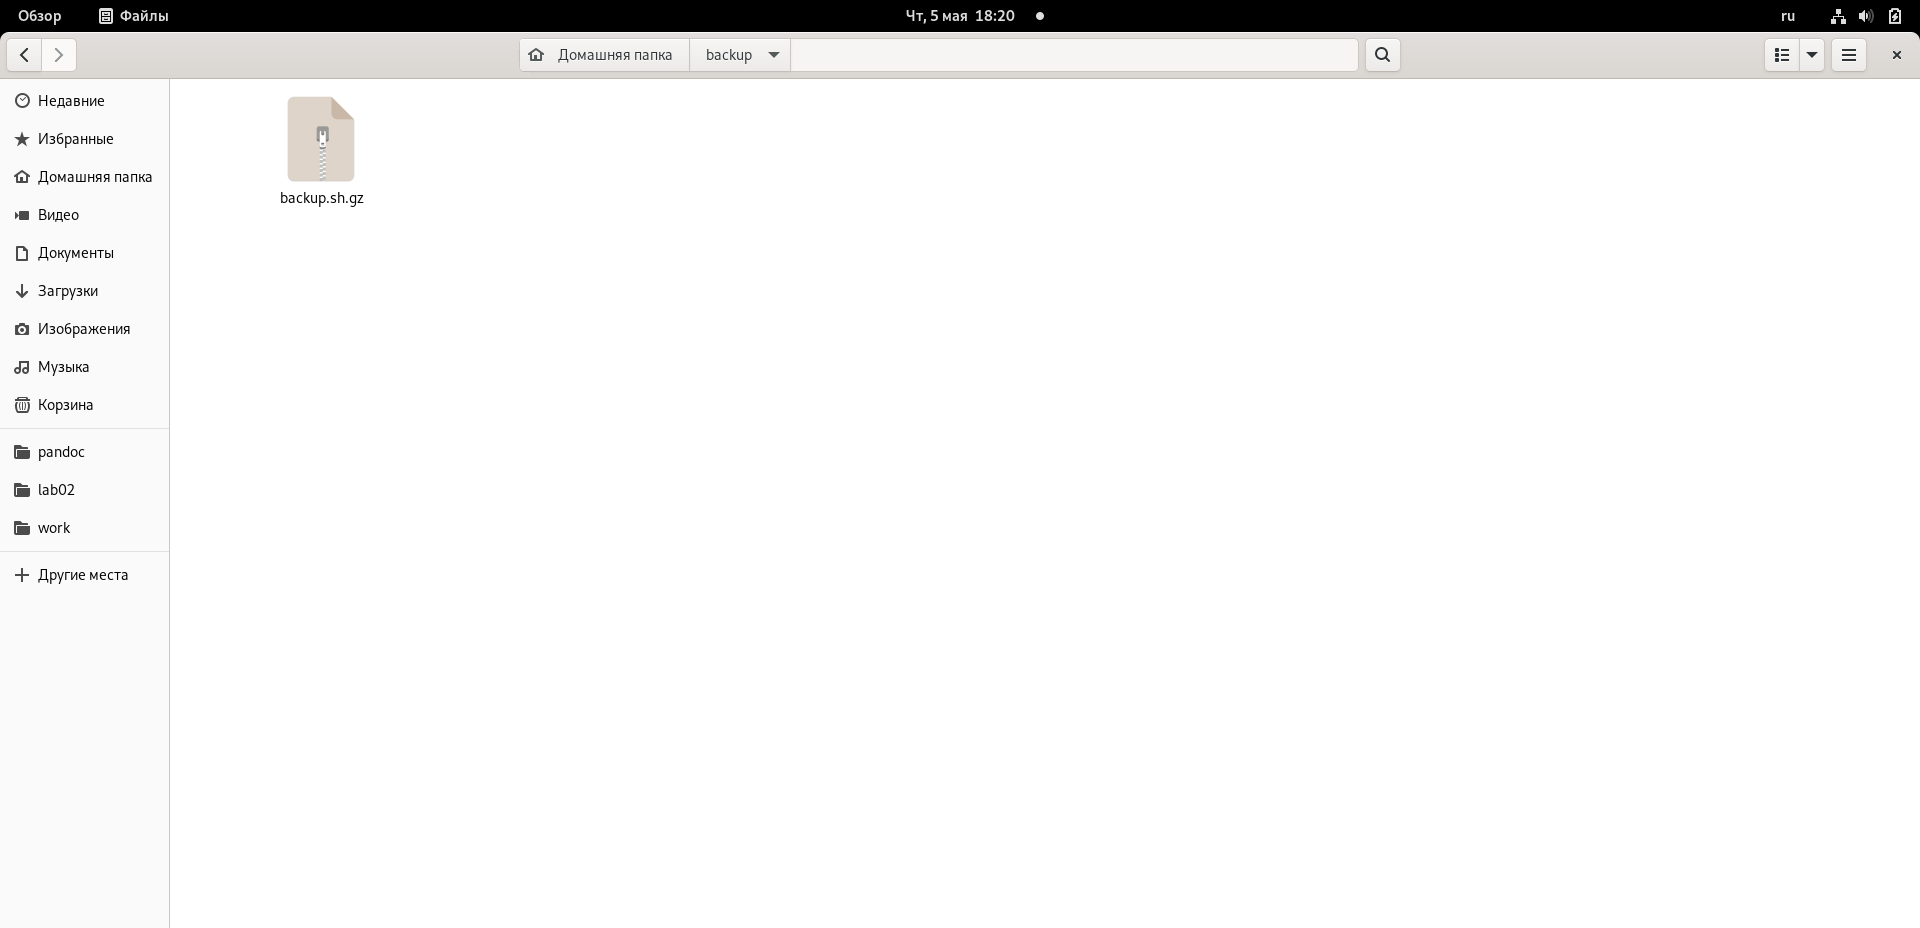 Обзор Файлы Чт, 5 мая 18:20 ru
Домашняя папка backup
Недавние
Избранные
Домашняя папка
Видео
Документы
Загрузки
Изображения
Музыка
Корзина
pandoc
lab02
work
Другие места
backup.sh.gz